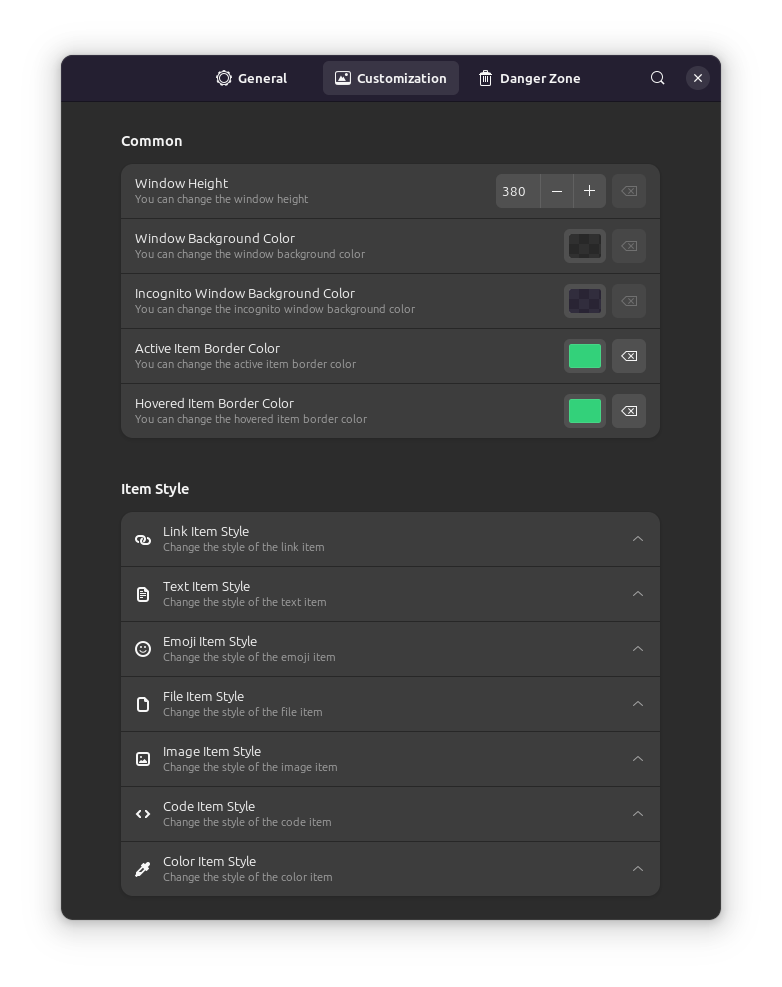 General
Customization
Danger Zone
Common
Window Height
You can change the window height
380
Window Background Color
You can change the window background color
Incognito Window Background Color
You can change the incognito window background color
Active Item Border Color
You can change the active item border color
Hovered Item Border Color
You can change the hovered item border color
Item Style
Link Item Style
Change the style of the link item
Text Item Style
Change the style of the text item
Emoji Item Style
Change the style of the emoji item
File Item Style
Change the style of the file item
Image Item Style
Change the style of the image item
Code Item Style
Change the style of the code item
Color Item Style
Change the style of the color item